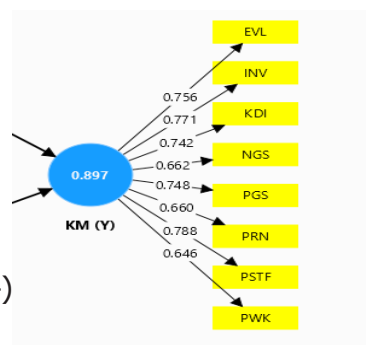 EVL
INV
0.756
0.771
KDI
0.742
NGS
0.662
0.897
0.748
PGS
0.660
KM (Y)
PRN
0.788
0.646
PSTF
)
PWK